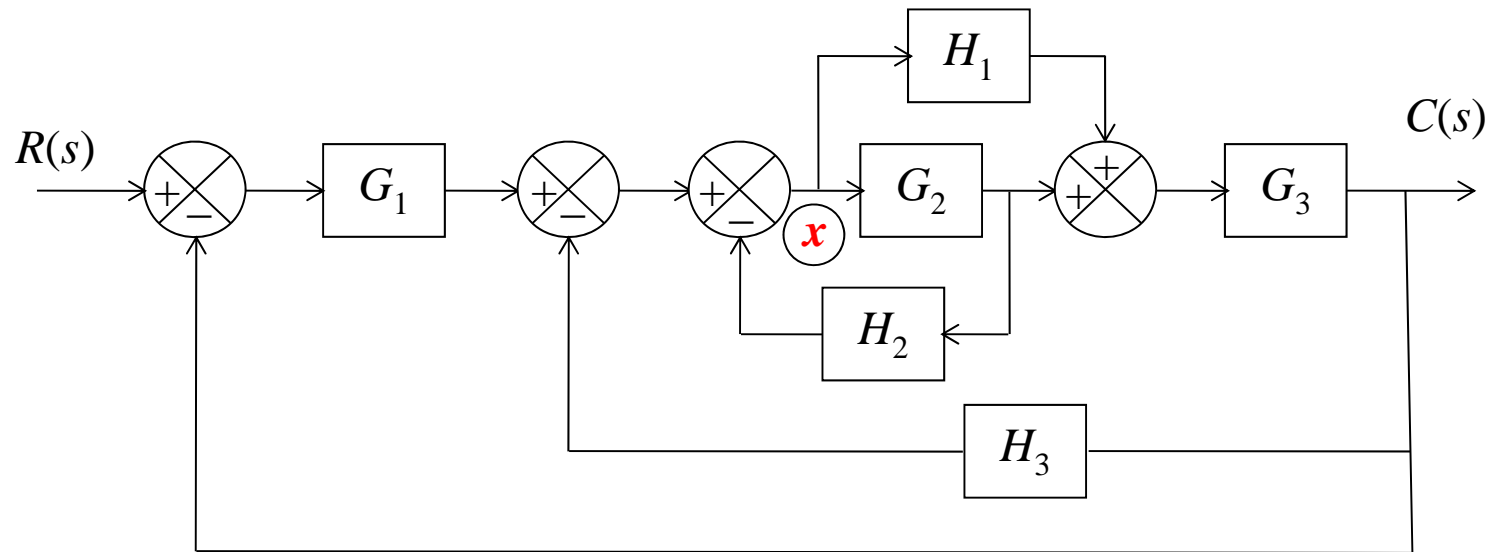 H₁
C(s)
R(s)
+
−
G₁
+
−
+
−
x
G₂
+
+
G₃
H₂
H₃